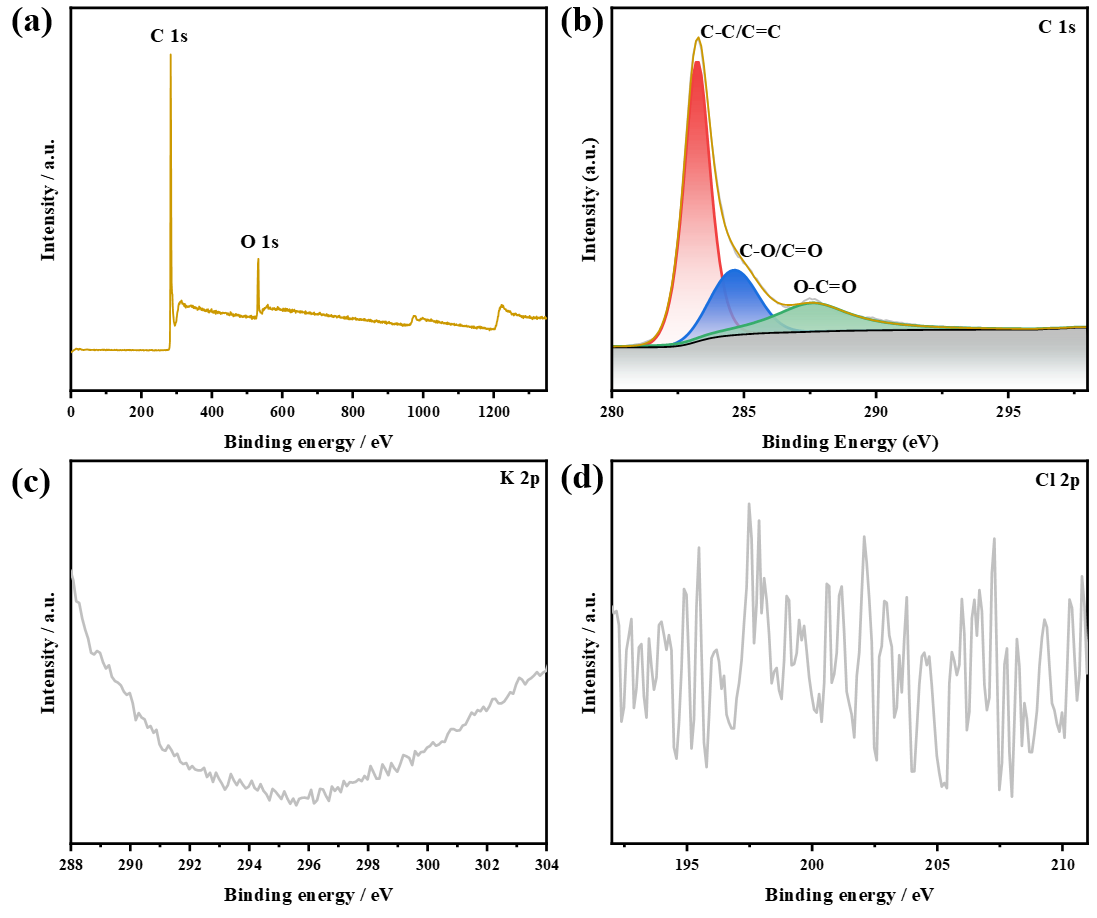 (a)
C 1s
O 1s
Intensity / a.u.
0 200 400 600 800 1000 1200
Binding energy / eV
(b)
C 1s
C-C/C=C
C-O/C=O
O-C=O
Intensity (a.u.)
280 285 290 295
Binding Energy (eV)
(c)
K 2p
Intensity / a.u.
288 290 292 294 296 298 300 302 304
Binding energy / eV
(d)
Cl 2p
Intensity / a.u.
195 200 205 210
Binding energy / eV